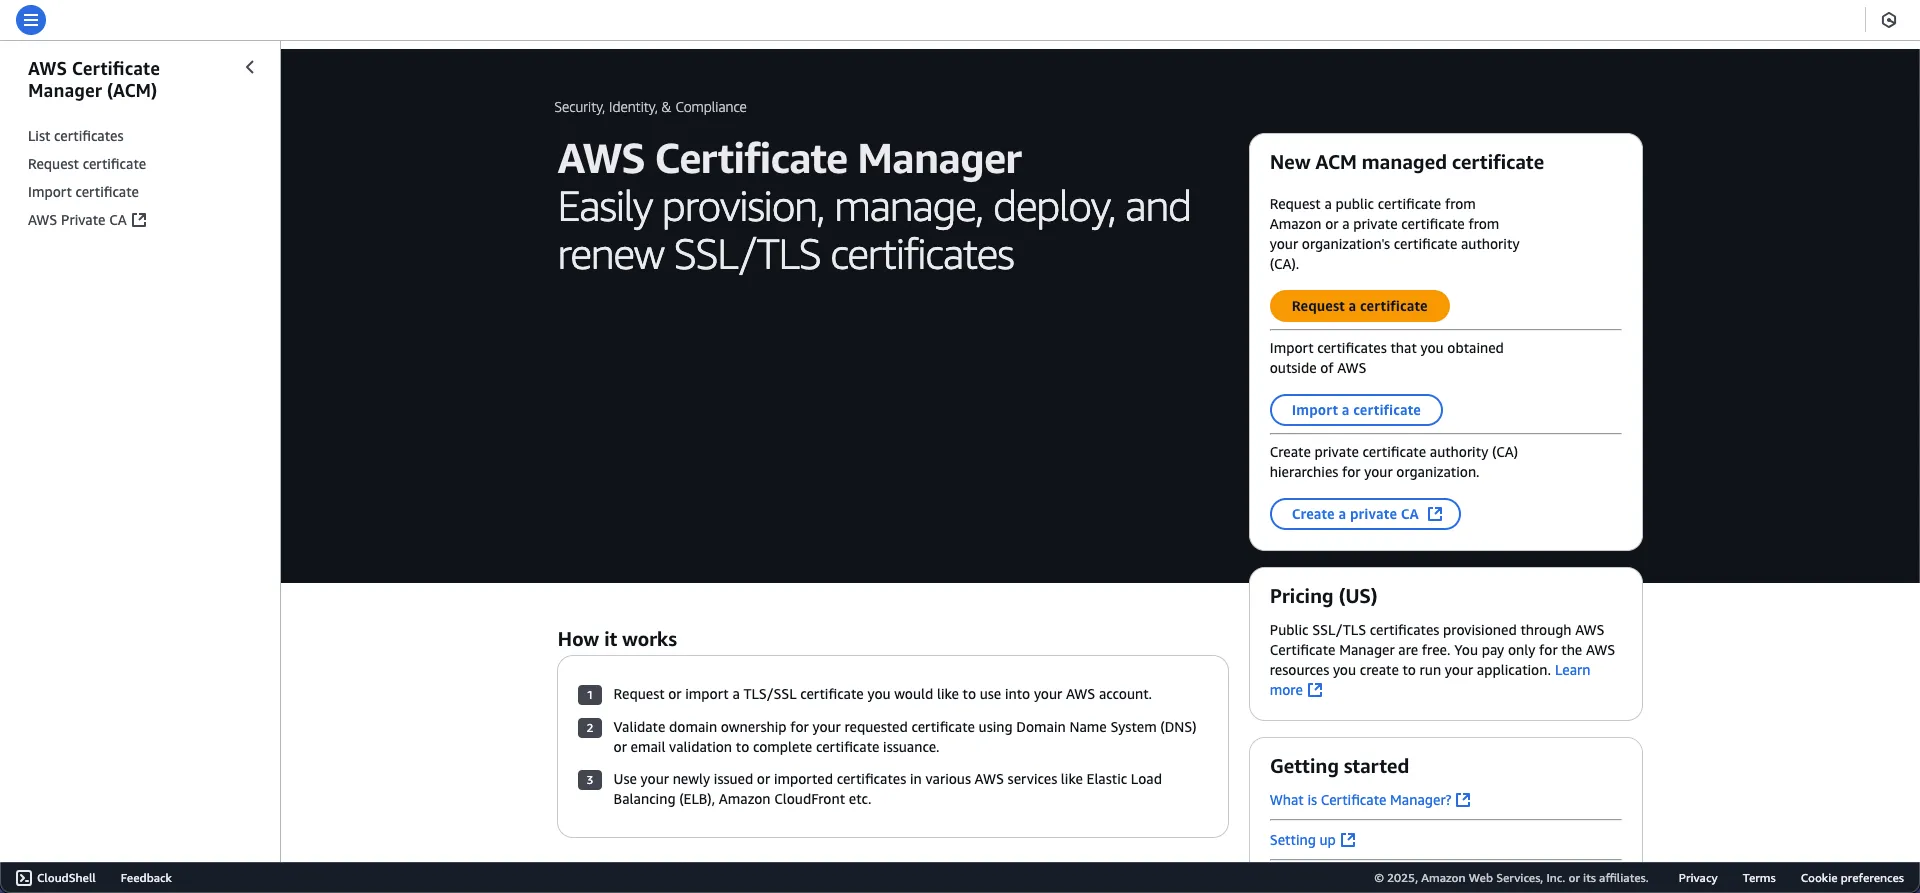 AWS Certificate
Manager (ACM)
List certificates
Request certificate
Import certificate
AWS Private CA
Security, Identity, & Compliance
AWS Certificate Manager
Easily provision, manage, deploy, and
renew SSL/TLS certificates
New ACM managed certificate
Request a public certificate from
Amazon or a private certificate from
your organization's certificate authority
(CA).
Request a certificate
Import certificates that you obtained
outside of AWS
Import a certificate
Create private certificate authority (CA)
hierarchies for your organization.
Create a private CA
Pricing (US)
Public SSL/TLS certificates provisioned through AWS
Certificate Manager are free. You pay only for the AWS
resources you create to run your application. Learn
more
How it works
1 Request or import a TLS/SSL certificate you would like to use into your AWS account.
2 Validate domain ownership for your requested certificate using Domain Name System (DNS)
or email validation to complete certificate issuance.
3 Use your newly issued or imported certificates in various AWS services like Elastic Load
Balancing (ELB), Amazon CloudFront etc.
Getting started
What is Certificate Manager?
Setting up
CloudShell
Feedback
© 2025, Amazon Web Services, Inc. or its affiliates.
Privacy
Terms
Cookie preferences